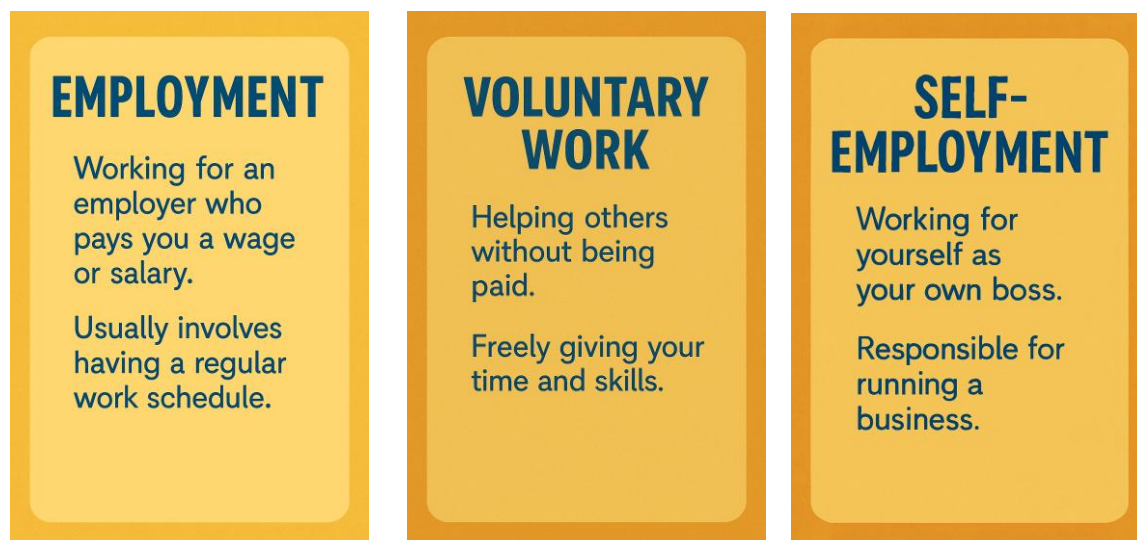 EMPLOYMENT
Working for an
employer who
pays you a wage
or salary.
Usually involves
having a regular
work schedule.
VOLUNTARY
WORK
Helping others
without being
paid.
Freely giving your
time and skills.
SELF-
EMPLOYMENT
Working for
yourself as
your own boss.
Responsible for
running a
business.